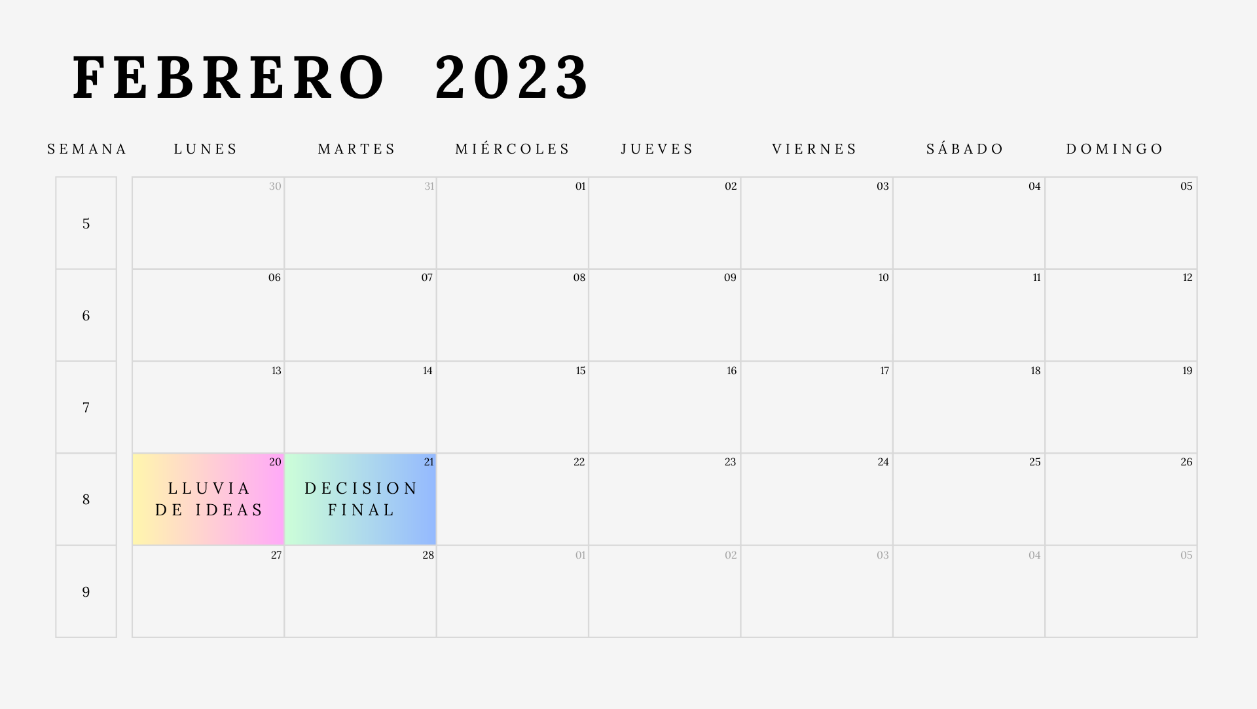 FEBRERO 2023
SEMANA LUNES MARTES MIÉRCOLES JUEVES VIERNES SÁBADO DOMINGO
5 30 31 01 02 03 04 05
6 06 07 08 09 10 11 12
7 13 14 15 16 17 18 19
8 20 21 22 23 24 25 26
LLUVIA DECISION
DE IDEAS FINAL
9 27 28 01 02 03 04 05